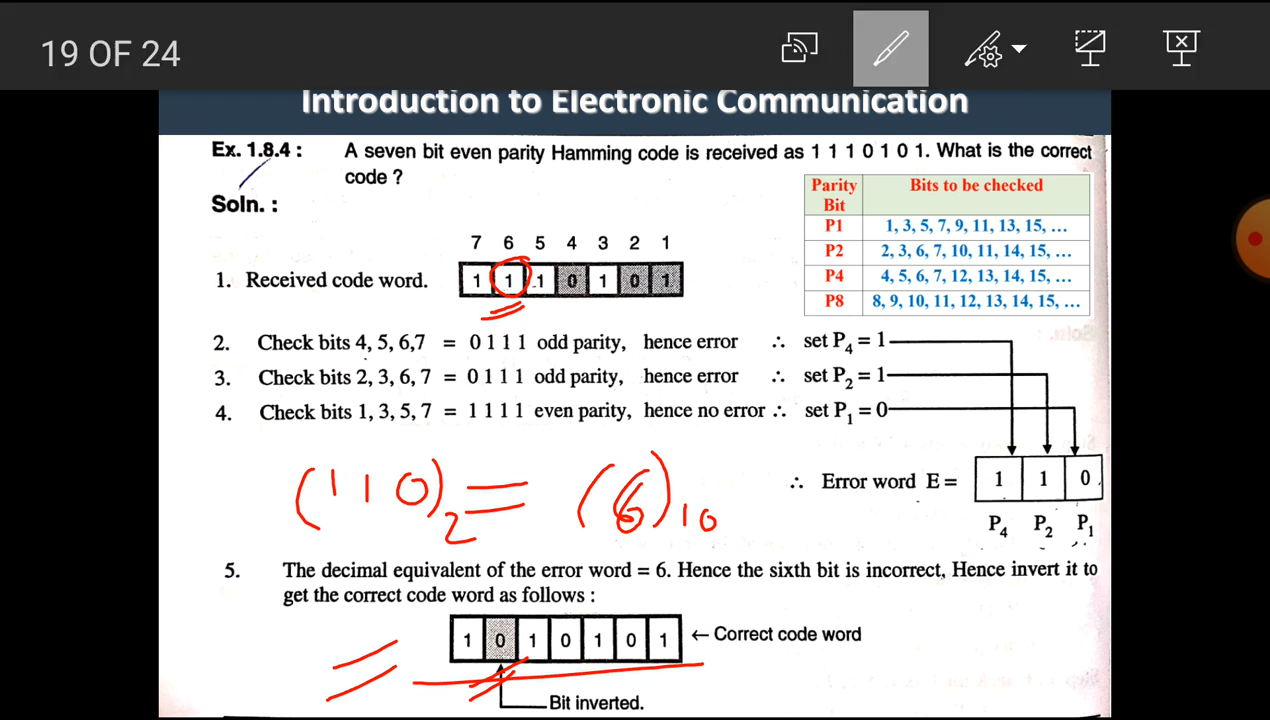 19 OF 24
Introduction to Electronic Communication
Ex. 1.8.4 : A seven bit even parity Hamming code is received as 1 1 1 0 1 0 1. What is the correct
code ?
Soln. :
Parity Bit Bits to be checked
P1 1, 3, 5, 7, 9, 11, 13, 15, ...
P2 2, 3, 6, 7, 10, 11, 14, 15, ...
P4 4, 5, 6, 7, 12, 13, 14, 15, ...
P8 8, 9, 10, 11, 12, 13, 14, 15, ...
7 6 5 4 3 2 1
1. Received code word. 1 1 1 0 1 0 1
2. Check bits 4, 5, 6,7 = 0 1 1 1 odd parity, hence error ∴ set P4 = 1
3. Check bits 2, 3, 6, 7 = 0 1 1 1 odd parity, hence error ∴ set P2 = 1
4. Check bits 1, 3, 5, 7 = 1 1 1 1 even parity, hence no error ∴ set P1 = 0
(110)2 = (6)10
∴ Error word E = 1 1 0
P4 P2 P1
5. The decimal equivalent of the error word = 6. Hence the sixth bit is incorrect, Hence invert it to
get the correct code word as follows :
1 0 1 0 1 0 1 ← Correct code word
Bit inverted.